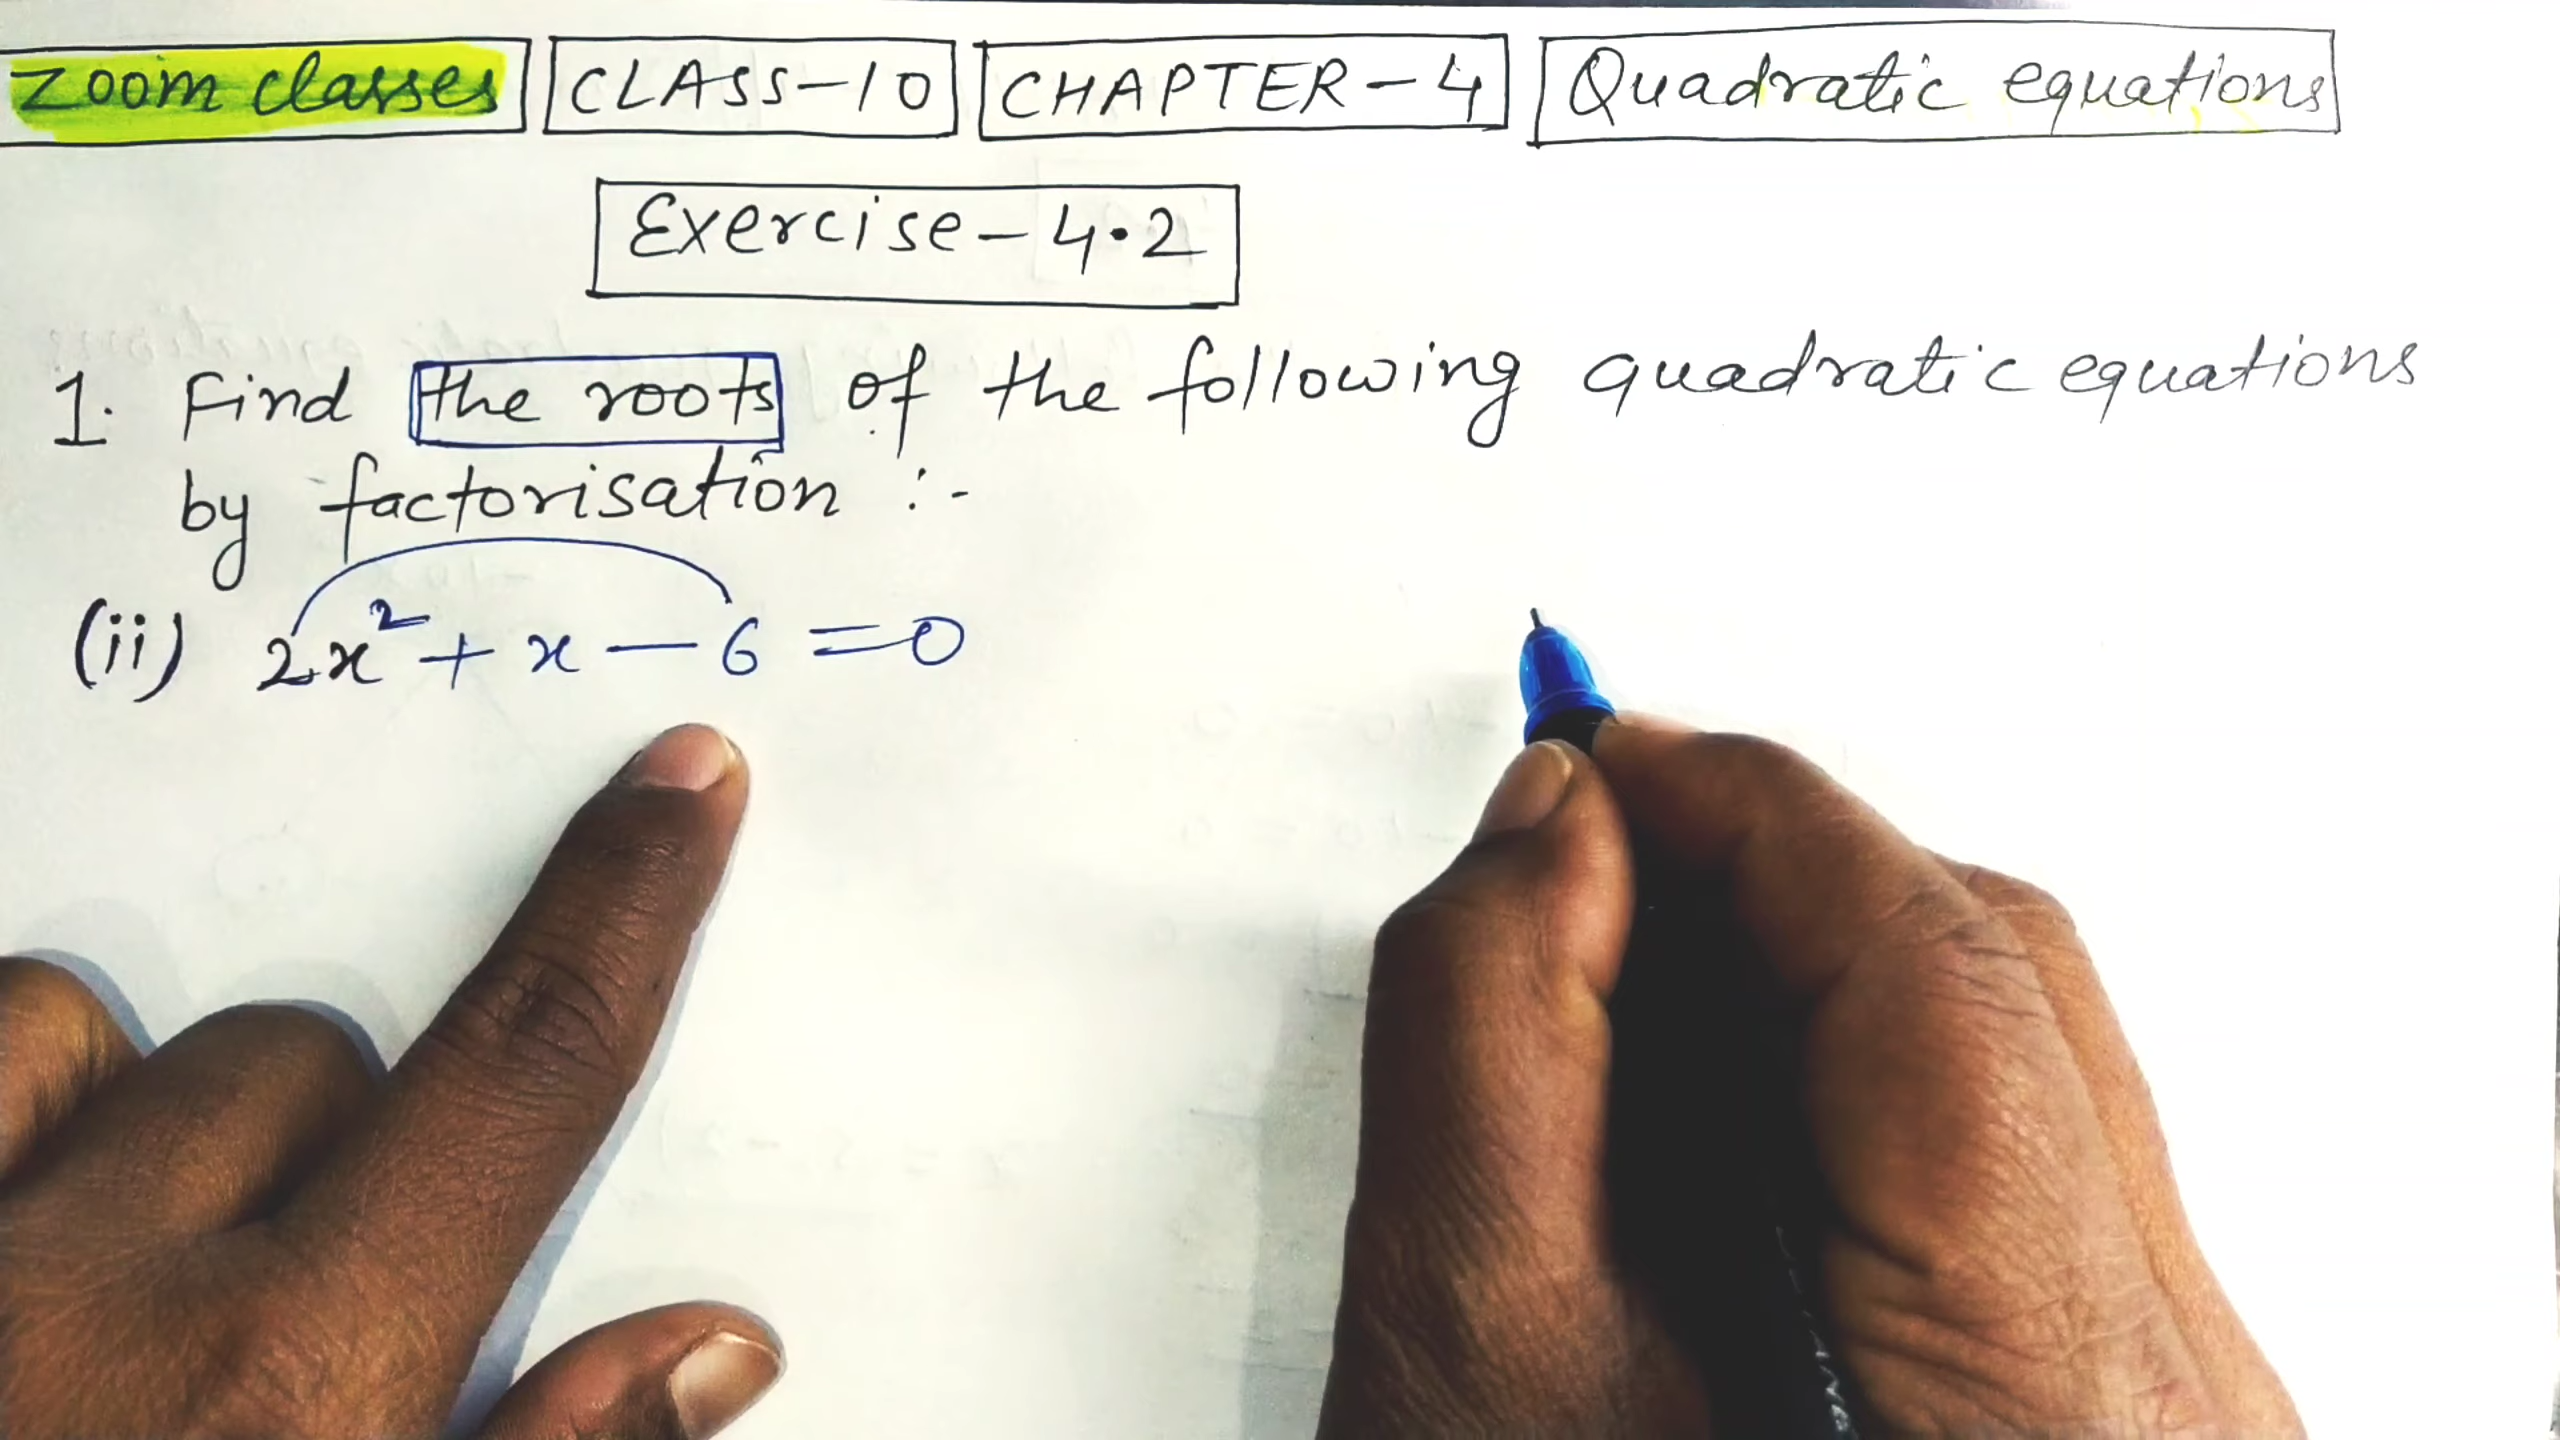 Zoom classes CLASS-10 CHAPTER-4 Quadratic equations
Exercise-4.2
1. Find the roots of the following quadratic equations
by factorisation :-
(ii) 2x² + x - 6 = 0